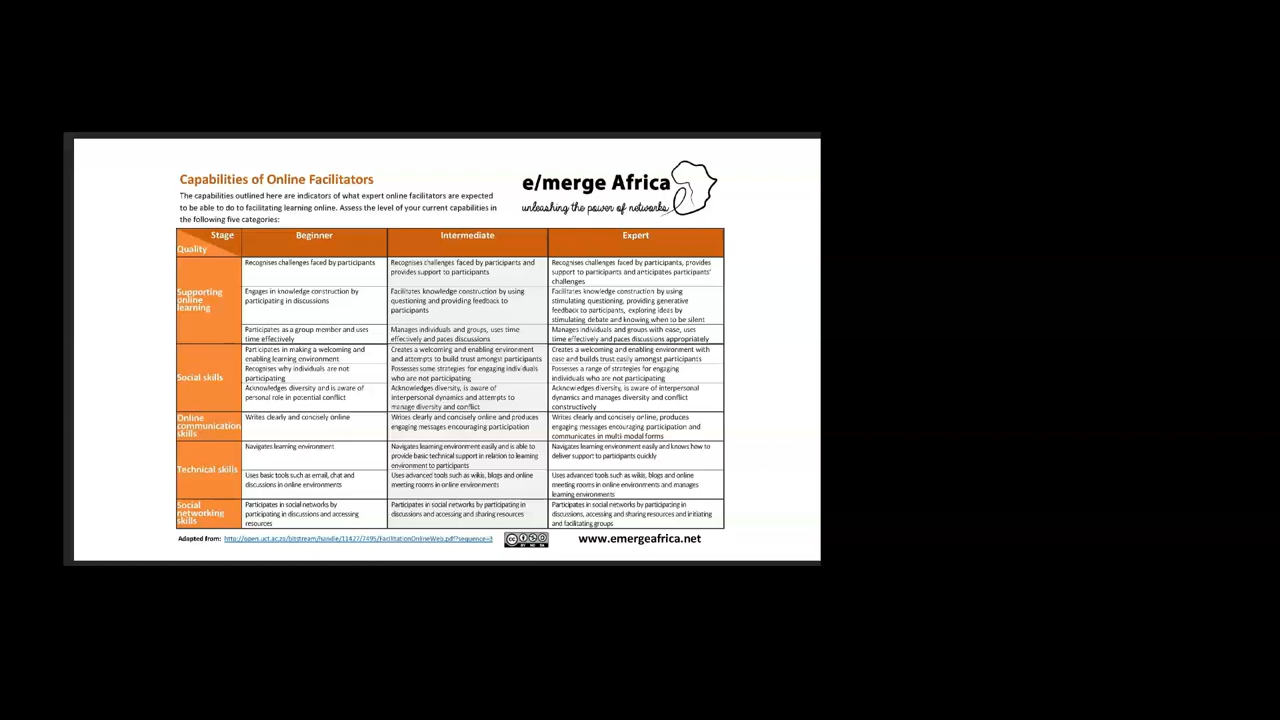 Capabilities of Online Facilitators
The capabilities outlined here are indicators of what expert online facilitators are expected
to be able to do to facilitating learning online. Assess the level of your current capabilities in
the following five categories:
e/merge Africa
unleashing the power of networks
Stage
Quality
Beginner
Intermediate
Expert
Supporting
online
learning
Recognises challenges faced by participants
Recognises challenges faced by participants and
provides support to participants
Recognises challenges faced by participants, provides
support to participants and anticipates participants'
challenges
Engages in knowledge construction by
participating in discussions
Facilitates knowledge construction by using
questioning and providing feedback to
participants
Facilitates knowledge construction by using
stimulating questioning, providing generative
feedback to participants, exploring ideas by
stimulating debate and knowing when to be silent
Participates as a group member and uses
time effectively
Manages individuals and groups, uses time
effectively and paces discussions
Manages individuals and groups with ease, uses
time effectively and paces discussions appropriately
Social skills
Participates in making a welcoming and
enabling learning environment
Creates a welcoming and enabling environment
and attempts to build trust amongst participants
Creates a welcoming and enabling environment with
ease and builds trust easily amongst participants
Recognises why individuals are not
participating
Possesses some strategies for engaging individuals
who are not participating
Possesses a range of strategies for engaging
individuals who are not participating
Acknowledges diversity and is aware of
personal role in potential conflict
Acknowledges diversity, is aware of
interpersonal dynamics and attempts to
manage diversity and conflict
Acknowledges diversity, is aware of interpersonal
dynamics and manages diversity and conflict
constructively
Online
communication
skills
Writes clearly and concisely online
Writes clearly and concisely online and produces
engaging messages encouraging participation
Writes clearly and concisely online, produces
engaging messages encouraging participation and
communicates in multi-modal forms
Technical skills
Navigates learning environment
Navigates learning environment easily and is able to
provide basic technical support in relation to learning
environment to participants
Navigates learning environment easily and knows how to
deliver support to participants quickly
Uses basic tools such as email, chat and
discussions in online environments
Uses advanced tools such as wikis, blogs and online
meeting rooms in online environments
Uses advanced tools such as wikis, blogs and online
meeting rooms in online environments and manages
learning environments
Social
networking
skills
Participates in social networks by
participating in discussions and accessing
resources
Participates in social networks by participating in
discussions and accessing and sharing resources
Participates in social networks by participating in
discussions, accessing and sharing resources and initiating
and facilitating groups
Adapted from: http://open.uct.ac.za/bitstream/handle/11427/7495/FacilitationOnlineWeb.pdf?sequence=3
cc
BY NC SA
www.emergeafrica.net